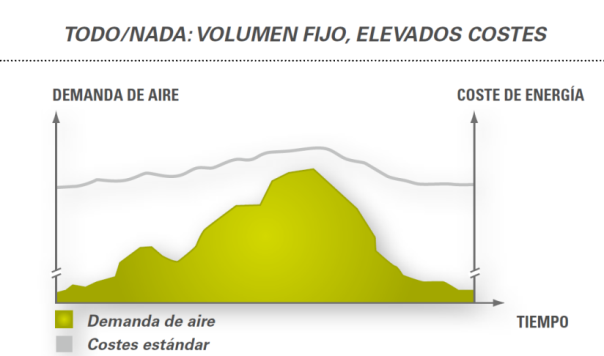 TODO/NADA: VOLUMEN FIJO, ELEVADOS COSTES
DEMANDA DE AIRE
COSTE DE ENERGÍA
TIEMPO
Demanda de aire
Costes estándar